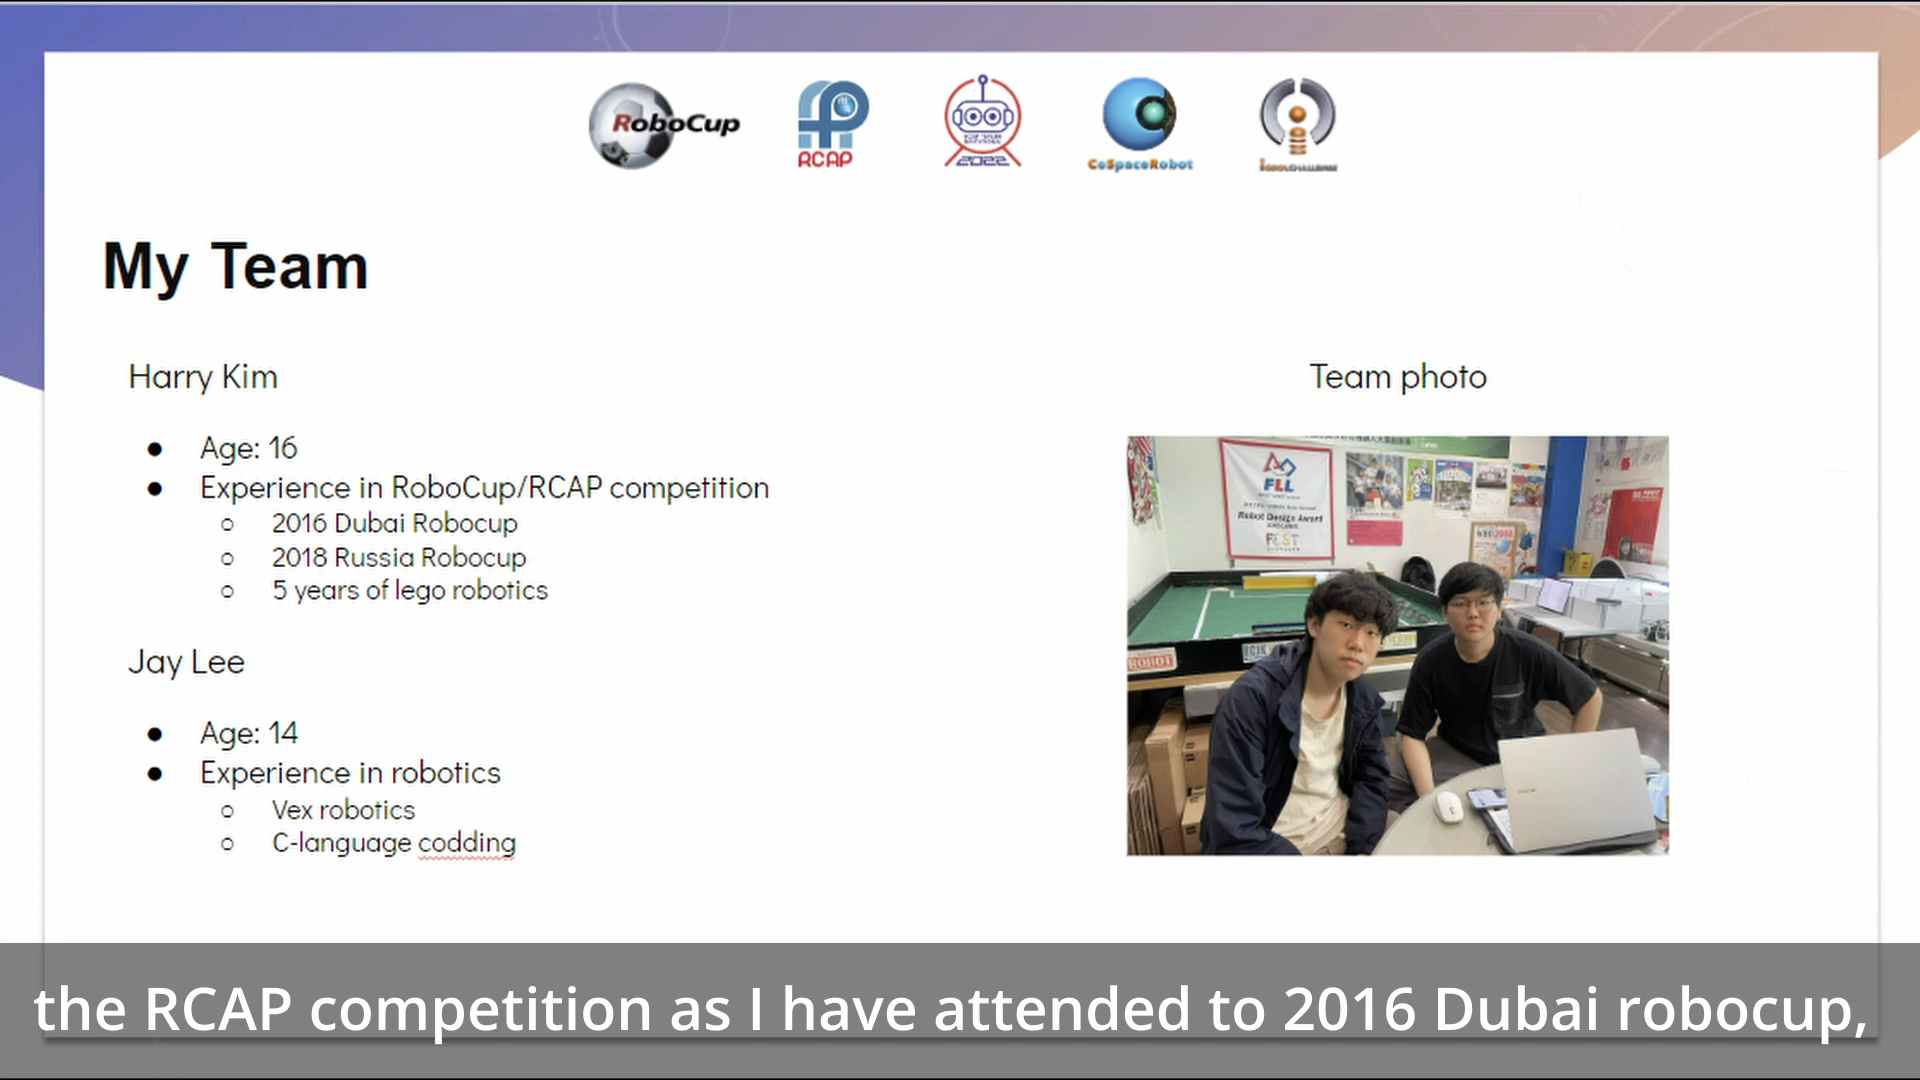 RoboCup
RCAP
2022
CoSpaceRobot
My Team
Harry Kim
Team photo
● Age: 16
● Experience in RoboCup/RCAP competition
○ 2016 Dubai Robocup
○ 2018 Russia Robocup
○ 5 years of lego robotics
Jay Lee
● Age: 14
● Experience in robotics
○ Vex robotics
○ C-language codding
FLL
Robot Design Award
ROBOT
the RCAP competition as I have attended to 2016 Dubai robocup,